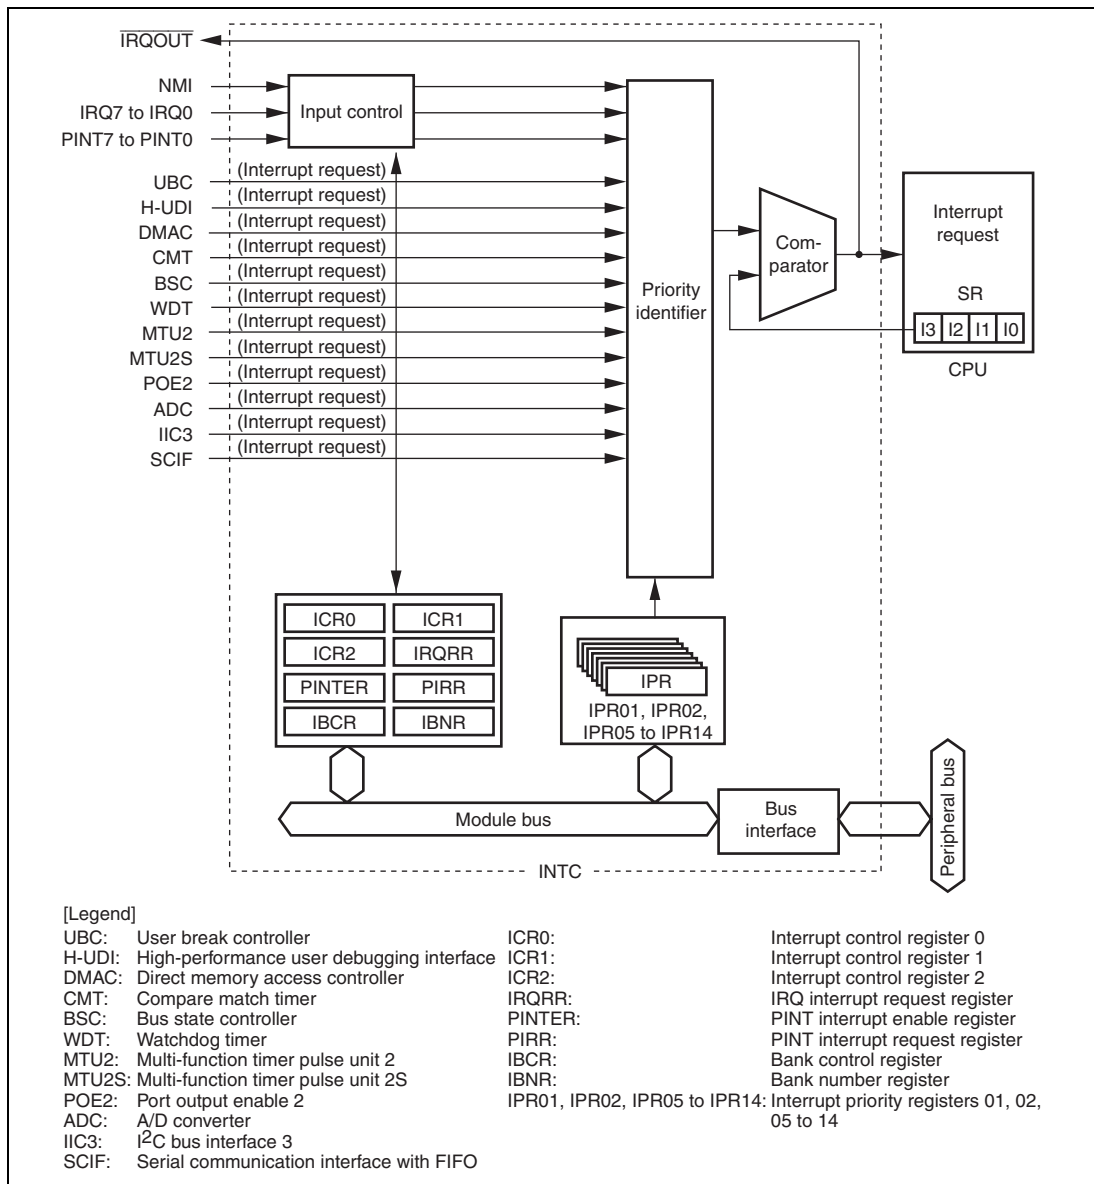 IRQOUT
NMI
IRQ7 to IRQ0
PINT7 to PINT0
Input control
UBC
(Interrupt request)
H-UDI
(Interrupt request)
DMAC
(Interrupt request)
CMT
(Interrupt request)
BSC
(Interrupt request)
WDT
(Interrupt request)
MTU2
(Interrupt request)
MTU2S
(Interrupt request)
POE2
(Interrupt request)
ADC
(Interrupt request)
IIC3
(Interrupt request)
SCIF
(Interrupt request)
Priority
identifier
Com-
parator
Interrupt
request
SR
I3 I2 I1 I0
CPU
ICR0 ICR1
ICR2 IRQRR
PINTER PIRR
IBCR IBNR
IPR
IPR01, IPR02,
IPR05 to IPR14
Module bus
Bus
interface
Peripheral bus
INTC
[Legend]
UBC: User break controller
H-UDI: High-performance user debugging interface
DMAC: Direct memory access controller
CMT: Compare match timer
BSC: Bus state controller
WDT: Watchdog timer
MTU2: Multi-function timer pulse unit 2
MTU2S: Multi-function timer pulse unit 2S
POE2: Port output enable 2
ADC: A/D converter
IIC3: I2C bus interface 3
SCIF: Serial communication interface with FIFO
ICR0: Interrupt control register 0
ICR1: Interrupt control register 1
ICR2: Interrupt control register 2
IRQRR: IRQ interrupt request register
PINTER: PINT interrupt enable register
PIRR: PINT interrupt request register
IBCR: Bank control register
IBNR: Bank number register
IPR01, IPR02, IPR05 to IPR14: Interrupt priority registers 01, 02,
05 to 14